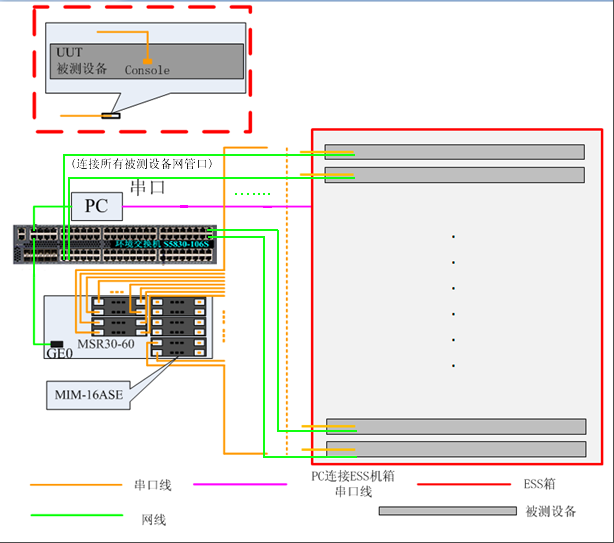 UUT
被测设备 Console
(连接所有被测设备网管口)
串口
PC
环境交换机 S5830-106S
MSR30-60
GE0
MIM-16ASE
串口线
PC连接ESS机箱
串口线
ESS箱
网线
被测设备